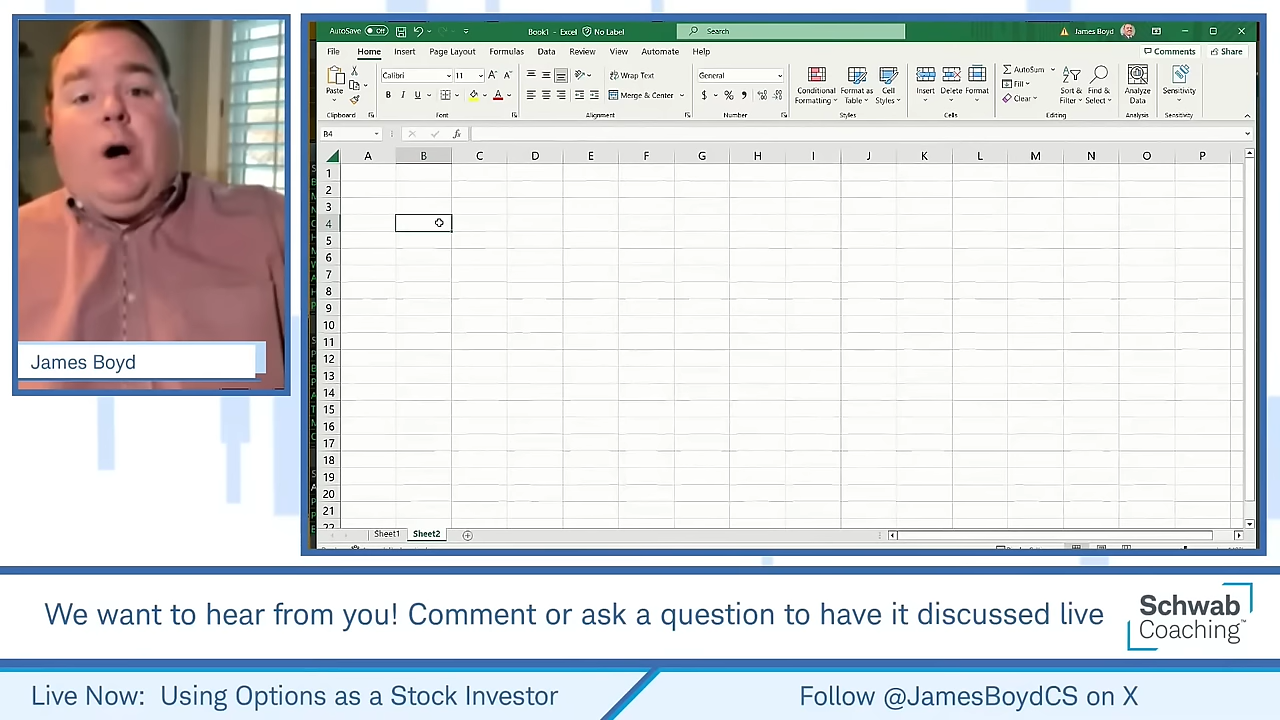 AutoSave Off
Book1 - Excel No Label
Search
James Boyd
File Home Insert Page Layout Formulas Data Review View Automate Help
Comments Share
Paste
Calibri 11
B I U A
Wrap Text
Merge & Center
General
$ %
Conditional Formatting
Format as Table
Cell Styles
Insert Delete Format
AutoSum
Fill
Clear
Sort & Filter
Find & Select
Analyze Data
Sensitivity
Clipboard Font Alignment Number Styles Cells Editing Analysis Sensitivity
B4 fx
A B C D E F G H I J K L M N O P
1
2
3
4
5
6
7
8
9
10
11
12
13
14
15
16
17
18
19
20
21
22
Sheet1 Sheet2
James Boyd
We want to hear from you! Comment or ask a question to have it discussed live
Schwab
Coaching™
Live Now: Using Options as a Stock Investor
Follow @JamesBoydCS on X